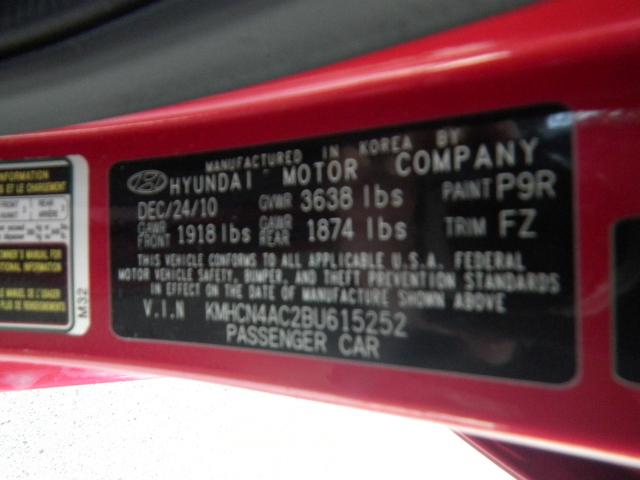 MANUFACTURED IN KOREA BY
HYUNDAI MOTOR COMPANY
DEC/24/10 GVWR 3638 lbs PAINT P9R
GAWR FRONT 1918 lbs GAWR REAR 1874 lbs TRIM FZ
THIS VEHICLE CONFORMS TO ALL APPLICABLE U.S.A. FEDERAL
MOTOR VEHICLE SAFETY, BUMPER, AND THEFT PREVENTION STANDARDS
IN EFFECT ON THE DATE OF MANUFACTURE SHOWN ABOVE
V.I.N KMHCN4AC2BU615252
PASSENGER CAR
INFORMATION
M32